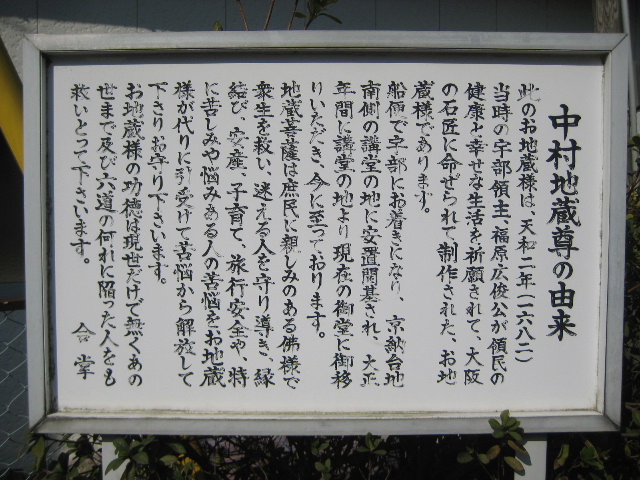 中村地蔵尊の由来
此のお地蔵様は、天和二年(一六八二)
当時の宇部領主、福原広俊公が領民の
健康と幸せな生活を祈願されて、大阪
の石匠に命ぜられて制作された、お地
蔵様であります。
船便で宇部にお着きになり、京納台地
南側の講堂の地に安置開基され、大正
年間に講堂の地より現在の御堂に御移
りいただき、今に至っております。
地蔵菩薩は庶民に親しみのある佛様で
衆生を救い、迷える人を守り導き、縁
結び、安産、子育て、旅行安全や、特
に苦しみや悩みある人の苦悩をお地蔵
様が代りに引受けて苦悩から解放して
下さりお守り下さいます。
お地蔵様の功徳は現世だけで無くあの
世まで及び六道の何れに陥った人をも
救いとって下さいます。
合掌